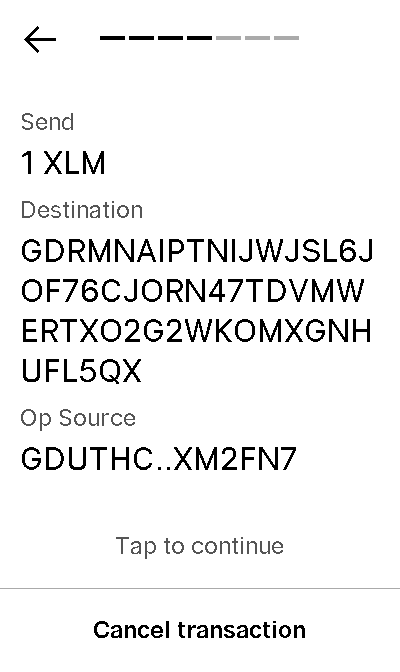 Send
1 XLM
Destination
GDRMNAIPTNIJWJSL6J
OF76CJORN47TDVMW
ERTXO2G2WKOMXGNH
UFL5QX
Op Source
GDUTHC..XM2FN7
Tap to continue
Cancel transaction